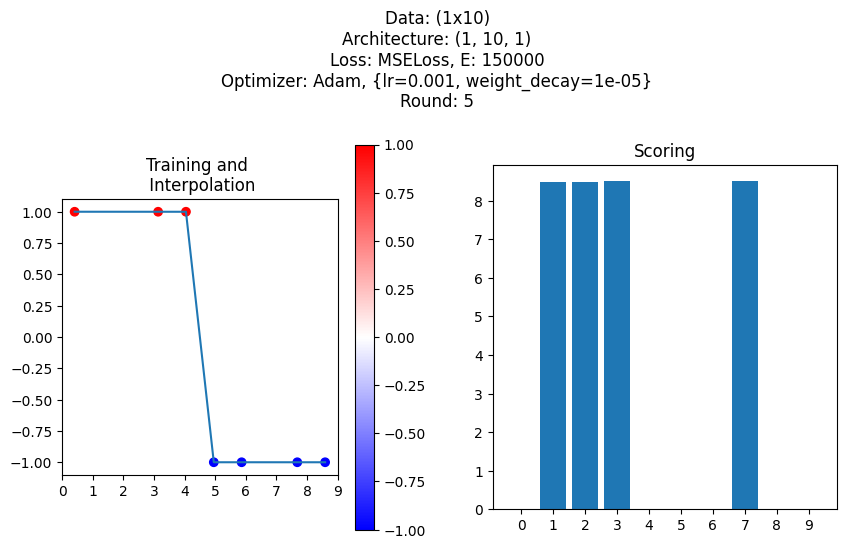 Data: (1x10)
Architecture: (1, 10, 1)
Loss: MSELoss, E: 150000
Optimizer: Adam, {lr=0.001, weight_decay=1e-05}
Round: 5
Training and
Interpolation
1.00
0.75
0.50
0.25
0.00
−0.25
−0.50
−0.75
−1.00
0 1 2 3 4 5 6 7 8 9
1.00
0.75
0.50
0.25
0.00
−0.25
−0.50
−0.75
−1.00
Scoring
8
7
6
5
4
3
2
1
0
0 1 2 3 4 5 6 7 8 9